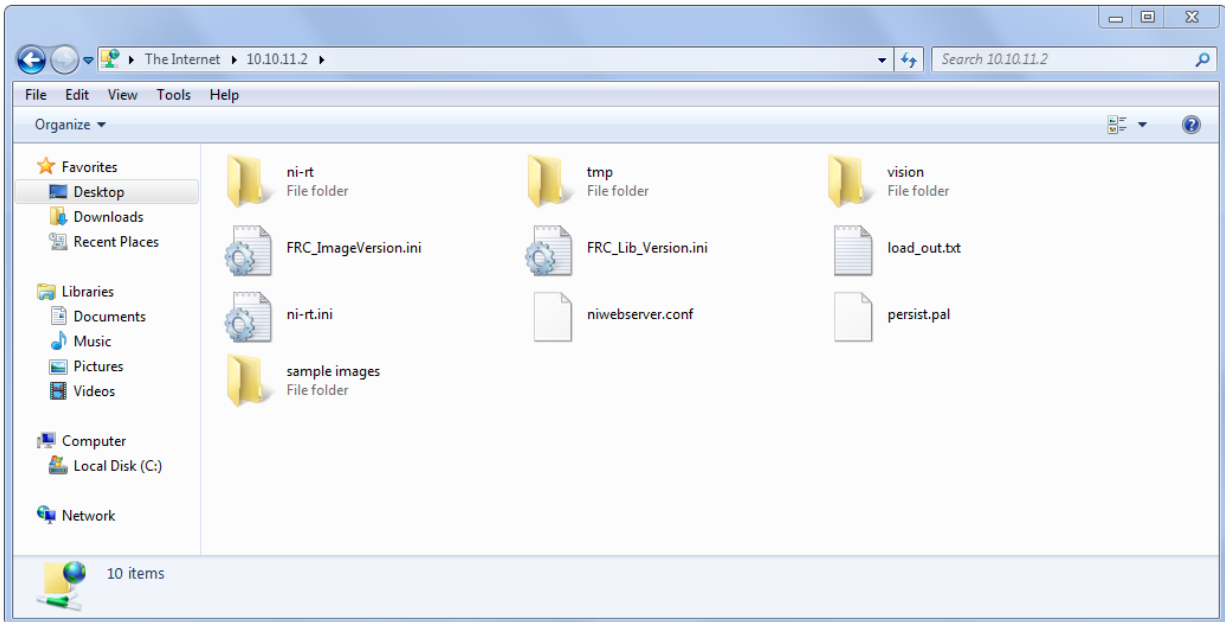 The Internet 10.10.11.2
Search 10.10.11.2
File Edit View Tools Help
Organize
Favorites
Desktop
Downloads
Recent Places
Libraries
Documents
Music
Pictures
Videos
Computer
Local Disk (C:)
Network
ni-rt
File folder
tmp
File folder
vision
File folder
FRC_ImageVersion.ini
FRC_Lib_Version.ini
load_out.txt
ni-rt.ini
niwebserver.conf
persist.pal
sample images
File folder
10 items